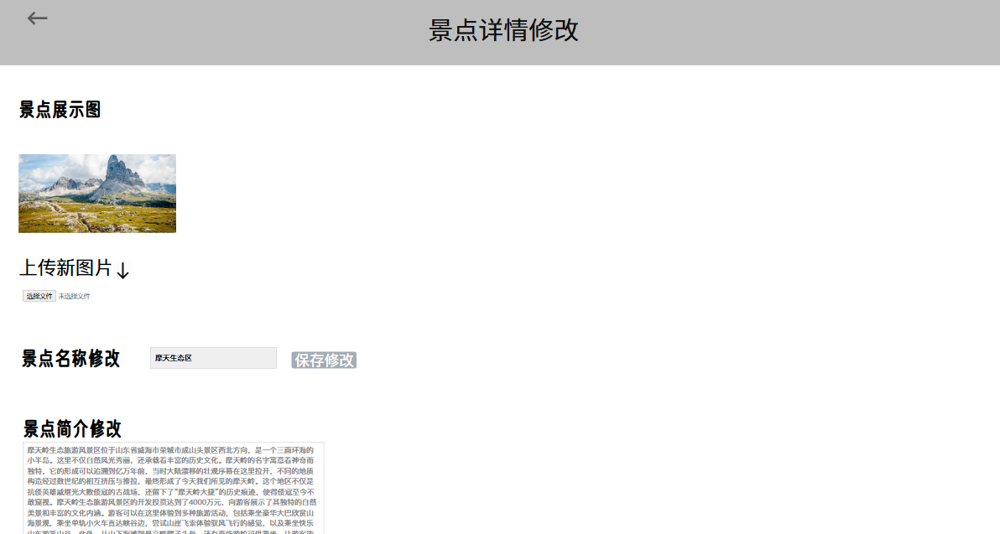 景点详情修改
景点展示图
上传新图片↓
选择文件 未选择文件
景点名称修改 摩天生态区 保存修改
景点简介修改
摩天岭生态旅游风景区位于山东省威海市荣城市成山头景区西北方向，是一个三面环海的
小半岛。这里不仅自然风光秀丽，还承载着丰富的历史文化。摩天岭的名字寓意着神奇而
独特，它的形成可以追溯到亿万年前，当时大陆漂移的壮观序幕在这里拉开，不同的地质
构造经过数世纪的相互挤压与推拉，最终形成了今天我们所见的摩天岭。这个地区不仅是
抗倭英雄戚继光大败倭寇的古战场，还留下了“摩天岭大捷”的历史痕迹，使得倭寇至今不
敢窥视。摩天岭生态旅游风景区的开发投资达到了4000万元，向游客展示了其独特的自然
美景和丰富的文化内涵。游客可以在这里体验到多种旅游活动，包括乘坐豪华大巴欣赏山
海景观，乘坐单轨小火车直达峡谷边，尝试山崖飞索体验驭风飞行的感觉，以及乘坐快乐